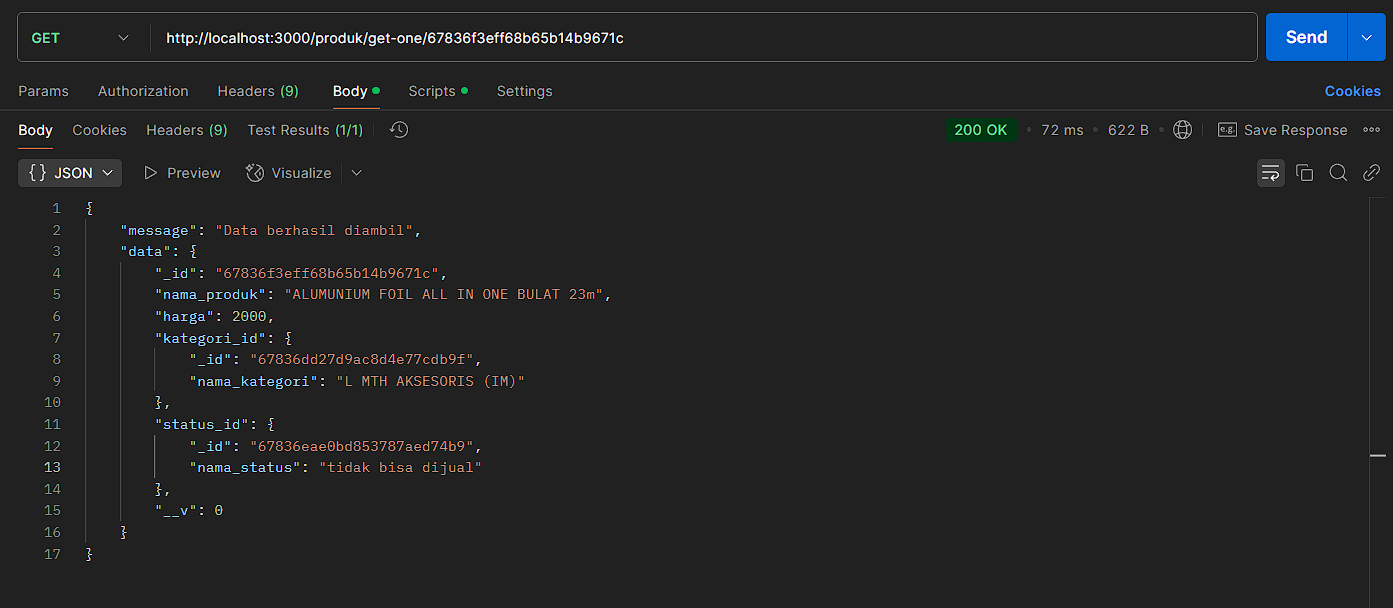 GET http://localhost:3000/produk/get-one/67836f3eff68b65b14b9671c Send
Params Authorization Headers (9) Body Scripts Settings Cookies
Body Cookies Headers (9) Test Results (1/1) 200 OK 72 ms 622 B e.g. Save Response
{} JSON Preview Visualize
1 {
2 "message": "Data berhasil diambil",
3 "data": {
4 "_id": "67836f3eff68b65b14b9671c",
5 "nama_produk": "ALUMUNIUM FOIL ALL IN ONE BULAT 23m",
6 "harga": 2000,
7 "kategori_id": {
8 "_id": "67836dd27d9ac8d4e77cdb9f",
9 "nama_kategori": "L MTH AKSESORIS (IM)"
10 },
11 "status_id": {
12 "_id": "67836eae0bd853787aed74b9",
13 "nama_status": "tidak bisa dijual"
14 },
15 "__v": 0
16 }
17 }